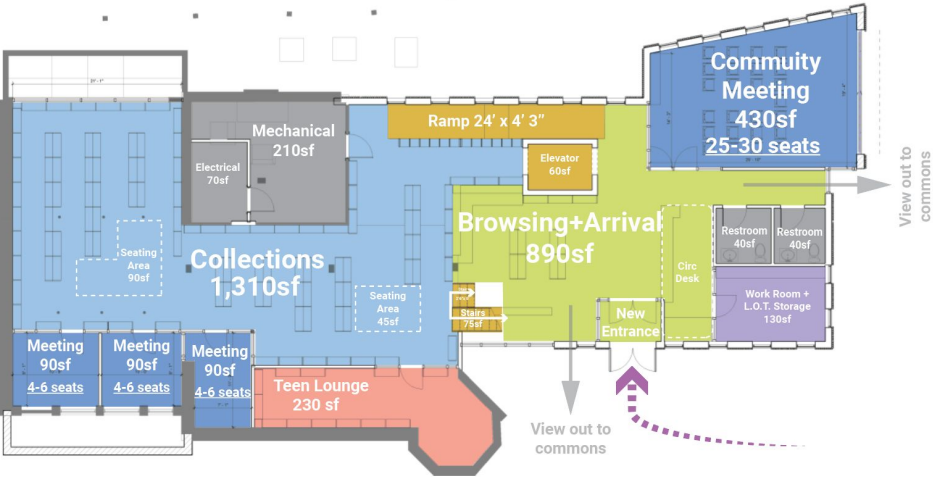 Commuity
Meeting
430sf
25-30 seats
Ramp 24' x 4' 3"
Mechanical
210sf
Electrical
70sf
Elevator
60sf
View out to
commons
Browsing+Arrival
890sf
Restroom
40sf
Restroom
40sf
Seating
Area
90sf
Collections
1,310sf
Circ
Desk
Seating
Area
45sf
Stairs
75sf
New
Entrance
Work Room +
L.O.T. Storage
130sf
Meeting
90sf
4-6 seats
Meeting
90sf
4-6 seats
Meeting
90sf
4-6 seats
Teen Lounge
230 sf
View out to
commons